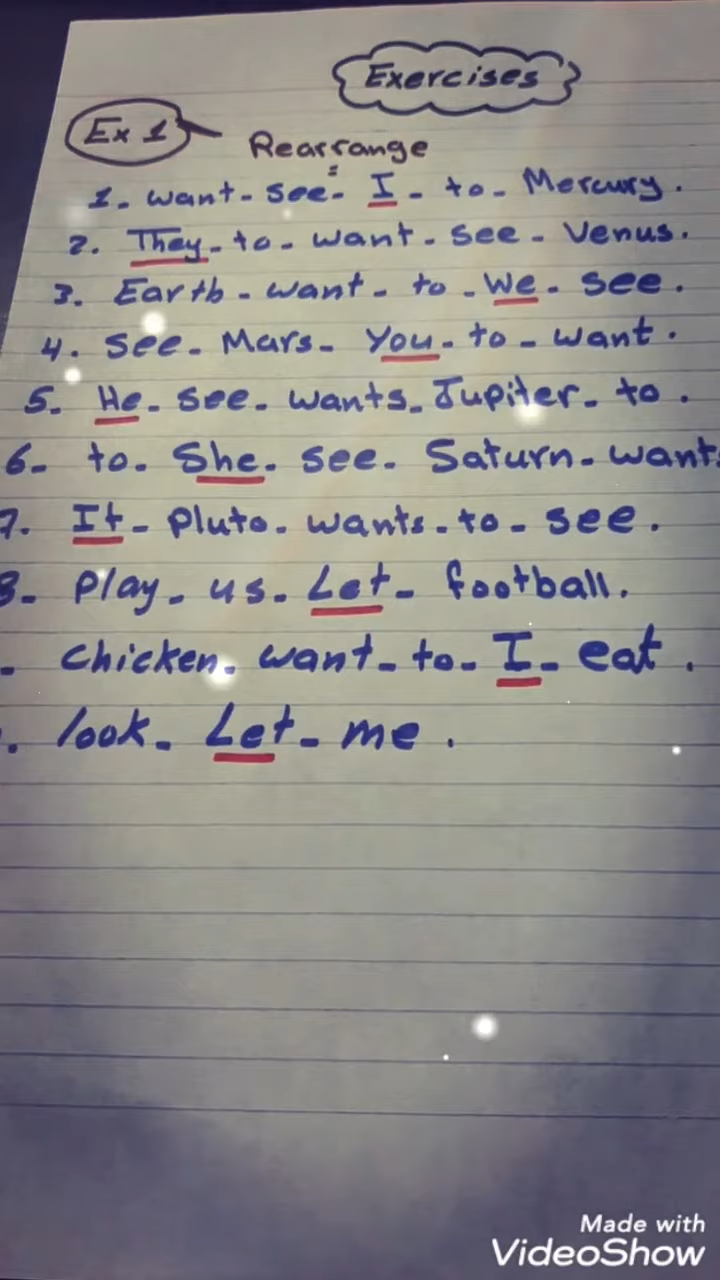 Exercises
Ex 1
Rearrange
1. want - see - I - to - Mercury.
2. They - to - want - see - Venus.
3. Earth - want - to - We - see.
4. see - Mars - You - to - want.
5. He - see - wants - Jupiter - to.
6- to - She - see - Saturn - wants
7. It - Pluto - wants - to - see.
8- Play - us - Let - football.
- Chicken - want - to - I - eat.
. look - Let - me.
Made with
VideoShow